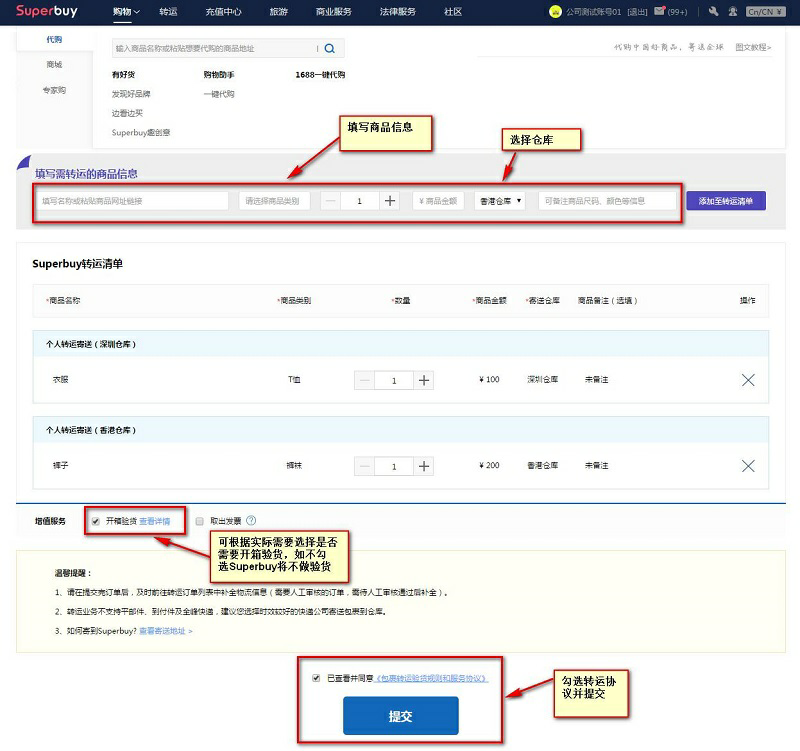 Superbuy 购物 转运 充值中心 旅游 商业服务 法律服务 社区 公司测试账号01 [退出] (99+) Cn/CN ¥
代购
商城
专家购
输入商品名称或粘贴想要代购的商品地址
代购中国好商品，寄送全球 图文教程>
有好货 购物助手 1688一键代购
发现好品牌 一键代购
边看边买
Superbuy趣创意
填写商品信息
选择仓库
填写需转运的商品信息
填写名称或粘贴商品网址链接 请选择商品类别 — 1 + ¥ 商品金额 香港仓库 ▼ 可备注商品尺码、颜色等信息 添加至转运清单
Superbuy转运清单
*商品名称 *商品类别 *数量 *商品金额 *寄送仓库 商品备注（选填） 操作
个人转运寄送（深圳仓库）
衣服 T恤 — 1 + ¥ 100 深圳仓库 未备注
个人转运寄送（香港仓库）
裤子 裤袜 — 1 + ¥ 200 香港仓库 未备注
增值服务 开箱验货 查看详情 取出发票 ?
可根据实际需要选择是否
需要开箱验货，如不勾
选Superbuy将不做验货
温馨提醒：
1、请在提交完订单后，及时前往转运订单列表中补全物流信息（需要人工审核的订单，需待人工审核通过后补全）。
2、转运业务不支持平邮件、到付件及全峰快递，建议您选择时效较好的快递公司寄送包裹到仓库。
3、如何寄到Superbuy? 查看寄送地址 >
已查看并同意《包裹转运验货规则和服务协议》
提交
勾选转运协
议并提交